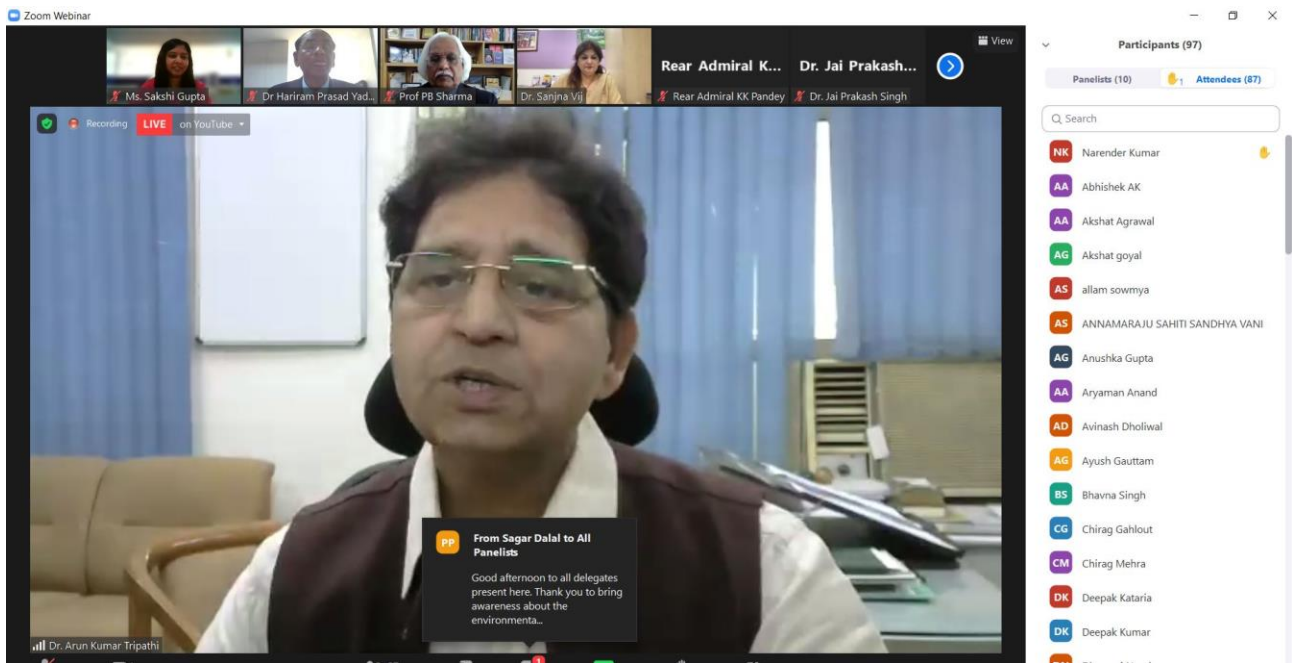 Zoom Webinar
View
Rear Admiral K...
Dr. Jai Prakash...
Ms. Sakshi Gupta
Dr Hariram Prasad Yad...
Prof PB Sharma
Dr. Sanjna Vij
Rear Admiral KK Pandey
Dr. Jai Prakash Singh
Recording LIVE on YouTube
PP
From Sagar Dalal to All
Panelists
Good afternoon to all delegates
present here. Thank you to bring
awareness about the
environmenta...
Dr. Arun Kumar Tripathi
1
Participants (97)
Panelists (10)
1 Attendees (87)
Search
NK Narender Kumar
AA Abhishek AK
AA Akshat Agrawal
AG Akshat goyal
AS allam sowmya
AS ANNAMARAJU SAHITI SANDHYA VANI
AG Anushka Gupta
AA Aryaman Anand
AD Avinash Dholiwal
AG Ayush Gauttam
BS Bhavna Singh
CG Chirag Gahlout
CM Chirag Mehra
DK Deepak Kataria
DK Deepak Kumar